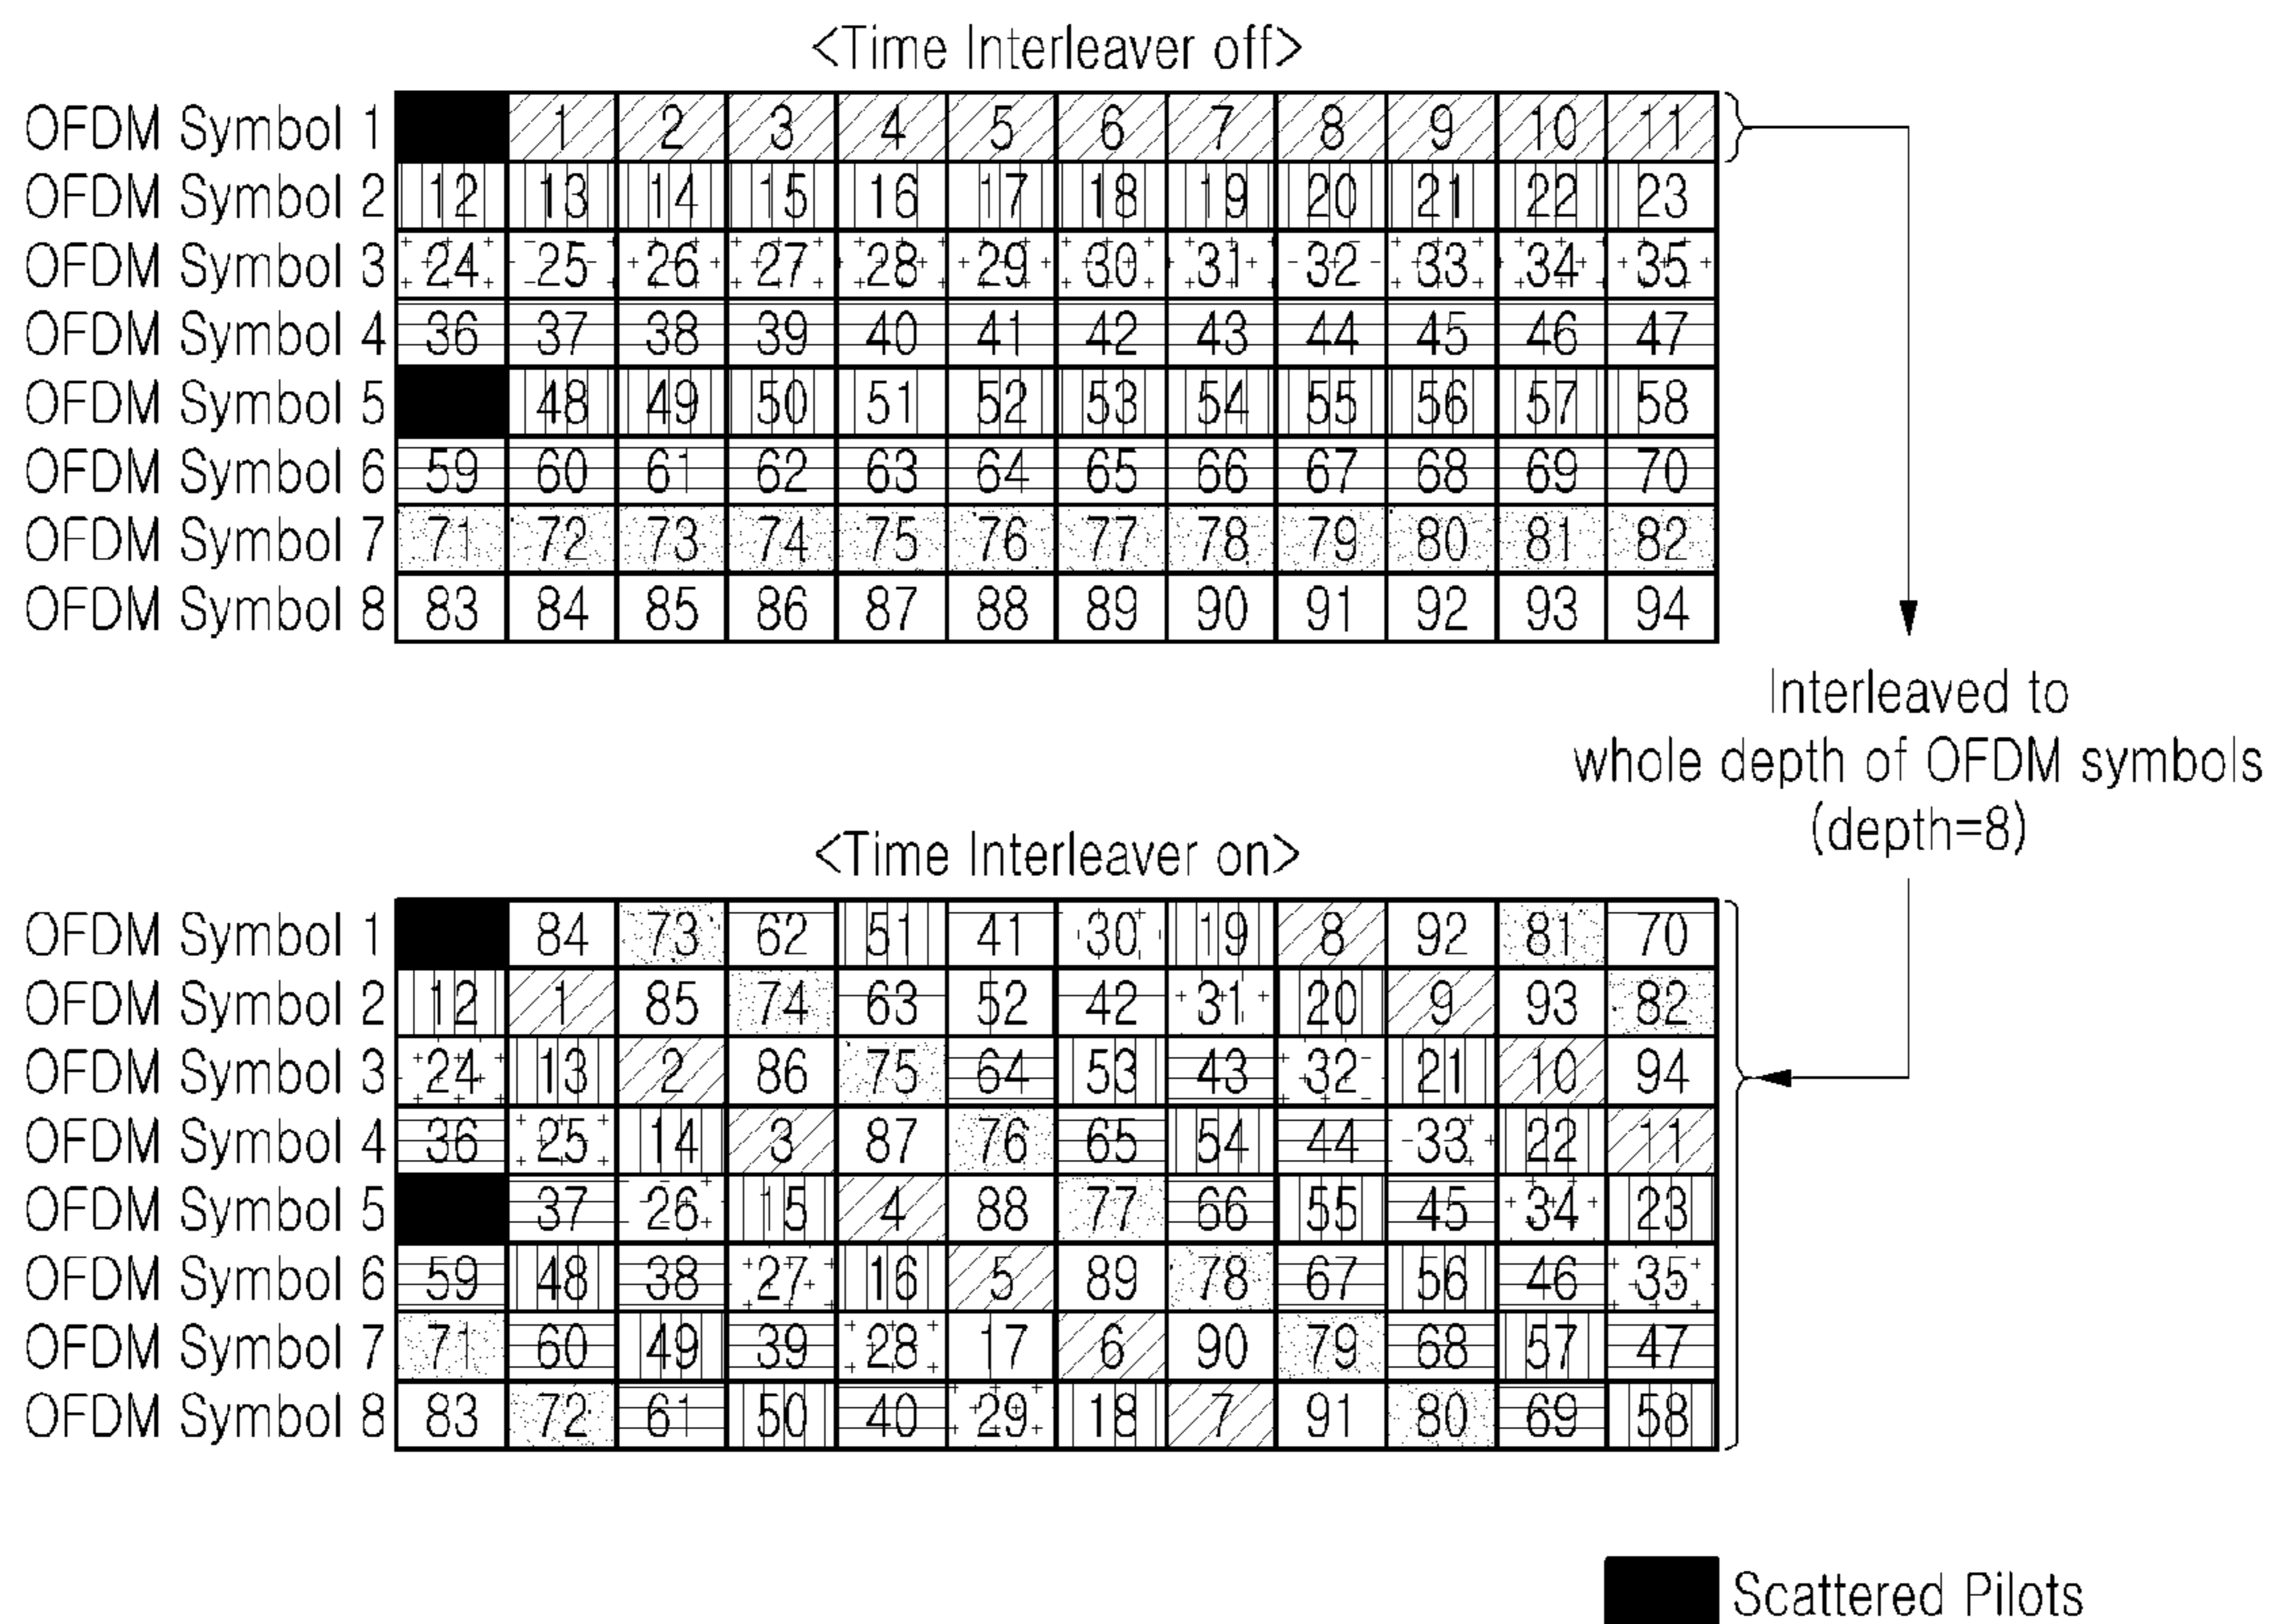 <Time Interleaver off>
OFDM Symbol 1 1 2 3 4 5 6 7 8 9 10 11
OFDM Symbol 2 12 13 14 15 16 17 18 19 20 21 22 23
OFDM Symbol 3 24 25 26 27 28 29 30 31 32 33 34 35
OFDM Symbol 4 36 37 38 39 40 41 42 43 44 45 46 47
OFDM Symbol 5 48 49 50 51 52 53 54 55 56 57 58
OFDM Symbol 6 59 60 61 62 63 64 65 66 67 68 69 70
OFDM Symbol 7 71 72 73 74 75 76 77 78 79 80 81 82
OFDM Symbol 8 83 84 85 86 87 88 89 90 91 92 93 94
Interleaved to
whole depth of OFDM symbols
(depth=8)
<Time Interleaver on>
OFDM Symbol 1 84 73 62 51 41 30 19 8 92 81 70
OFDM Symbol 2 12 1 85 74 63 52 42 31 20 9 93 82
OFDM Symbol 3 24 13 2 86 75 64 53 43 32 21 10 94
OFDM Symbol 4 36 25 14 3 87 76 65 54 44 33 22 11
OFDM Symbol 5 37 26 15 4 88 77 66 55 45 34 23
OFDM Symbol 6 59 48 38 27 16 5 89 78 67 56 46 35
OFDM Symbol 7 71 60 49 39 28 17 6 90 79 68 57 47
OFDM Symbol 8 83 72 61 50 40 29 18 7 91 80 69 58
Scattered Pilots